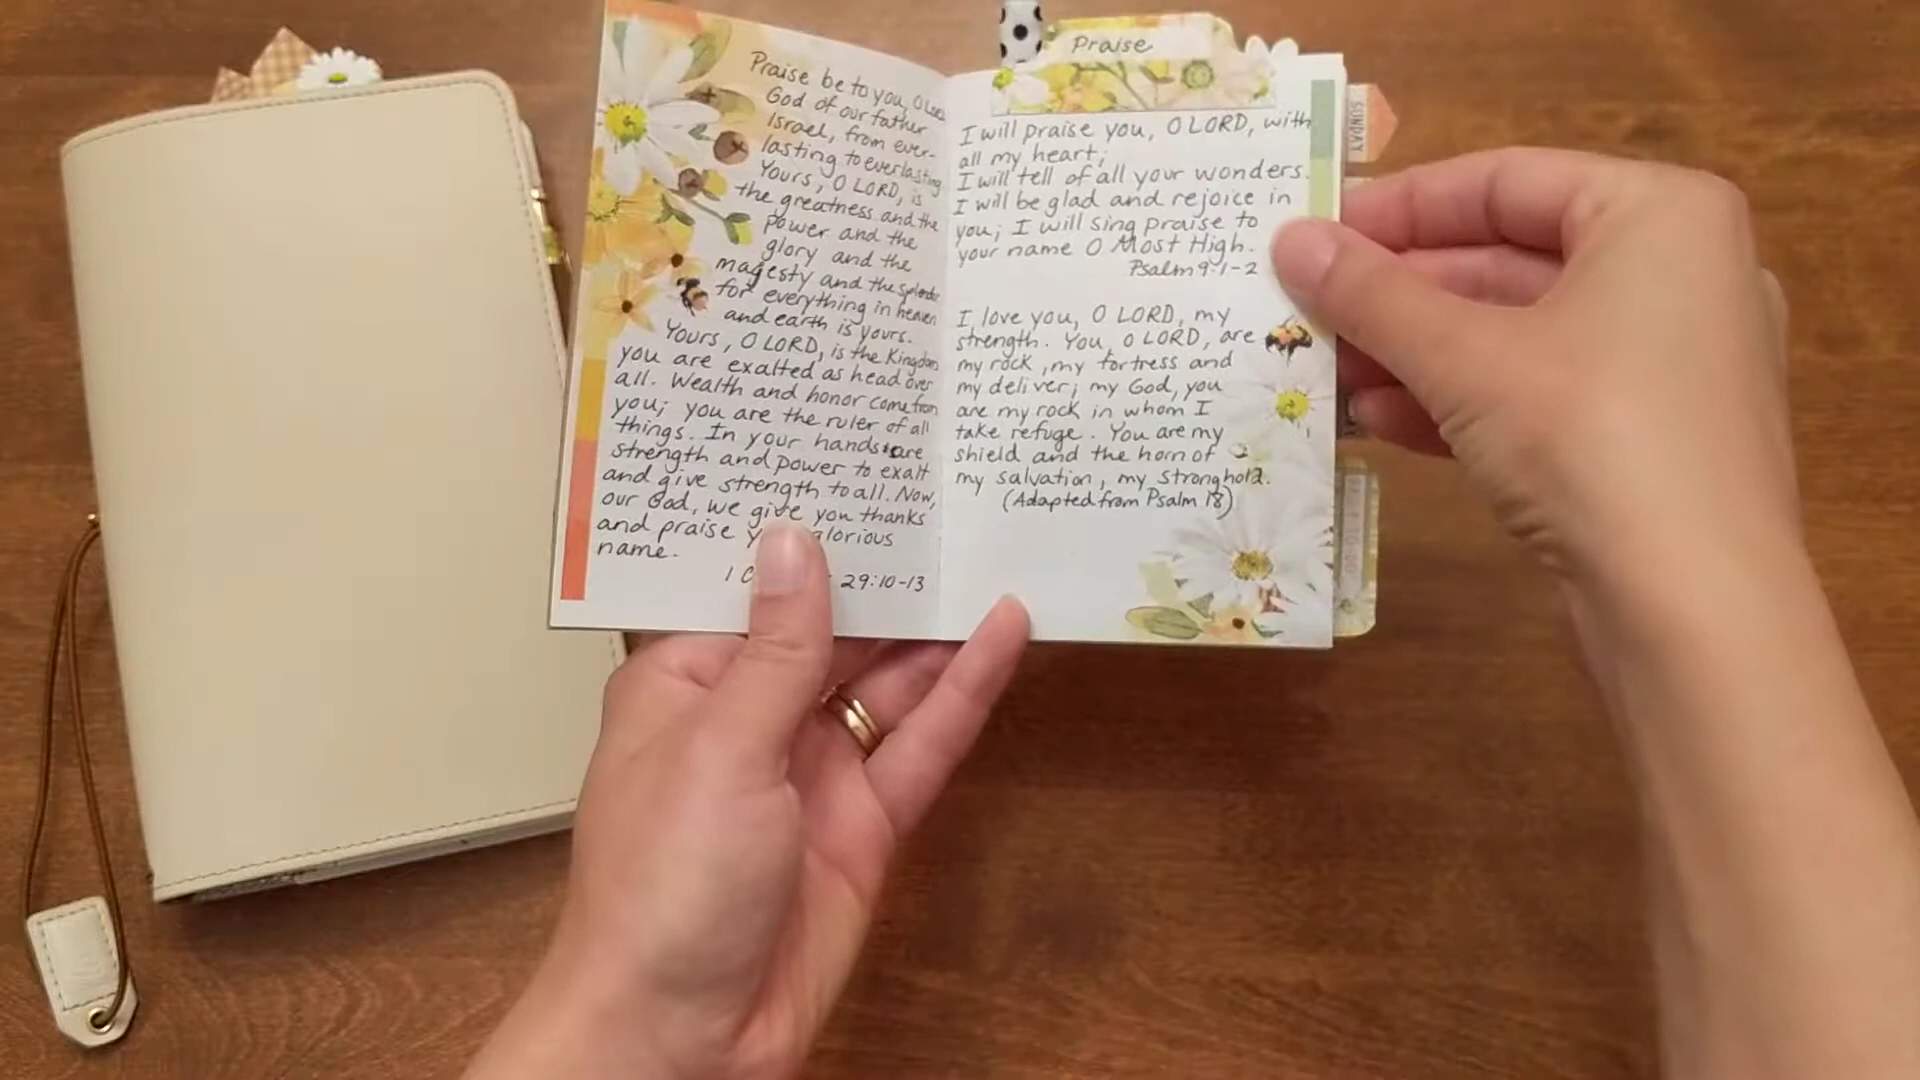 Praise be to you, O Lord
God of our father
Israel, from ever-
lasting to everlasting
Yours, O LORD, is
the greatness and the
power and the
glory and the
magesty and the splendor
for everything in heaven
and earth is yours.
Yours, O LORD, is the Kingdom
you are exalted as head over
all. Wealth and honor come from
you; you are the ruler of all
things. In your hands are
strength and power to exalt
and give strength to all. Now,
our God, we give you thanks
and praise glorious
name.
29:10-13
Praise
I will praise you, O LORD, with
all my heart;
I will tell of all your wonders.
I will be glad and rejoice in
you; I will sing praise to
your name O Most High.
Psalm 9:1-2
I love you, O LORD, my
strength. You, O LORD, are
my rock, my fortress and
my deliver; my God, you
are my rock in whom I
take refuge. You are my
shield and the horn of
my salvation, my stronghold.
(Adapted from Psalm 18)
SUNDAY